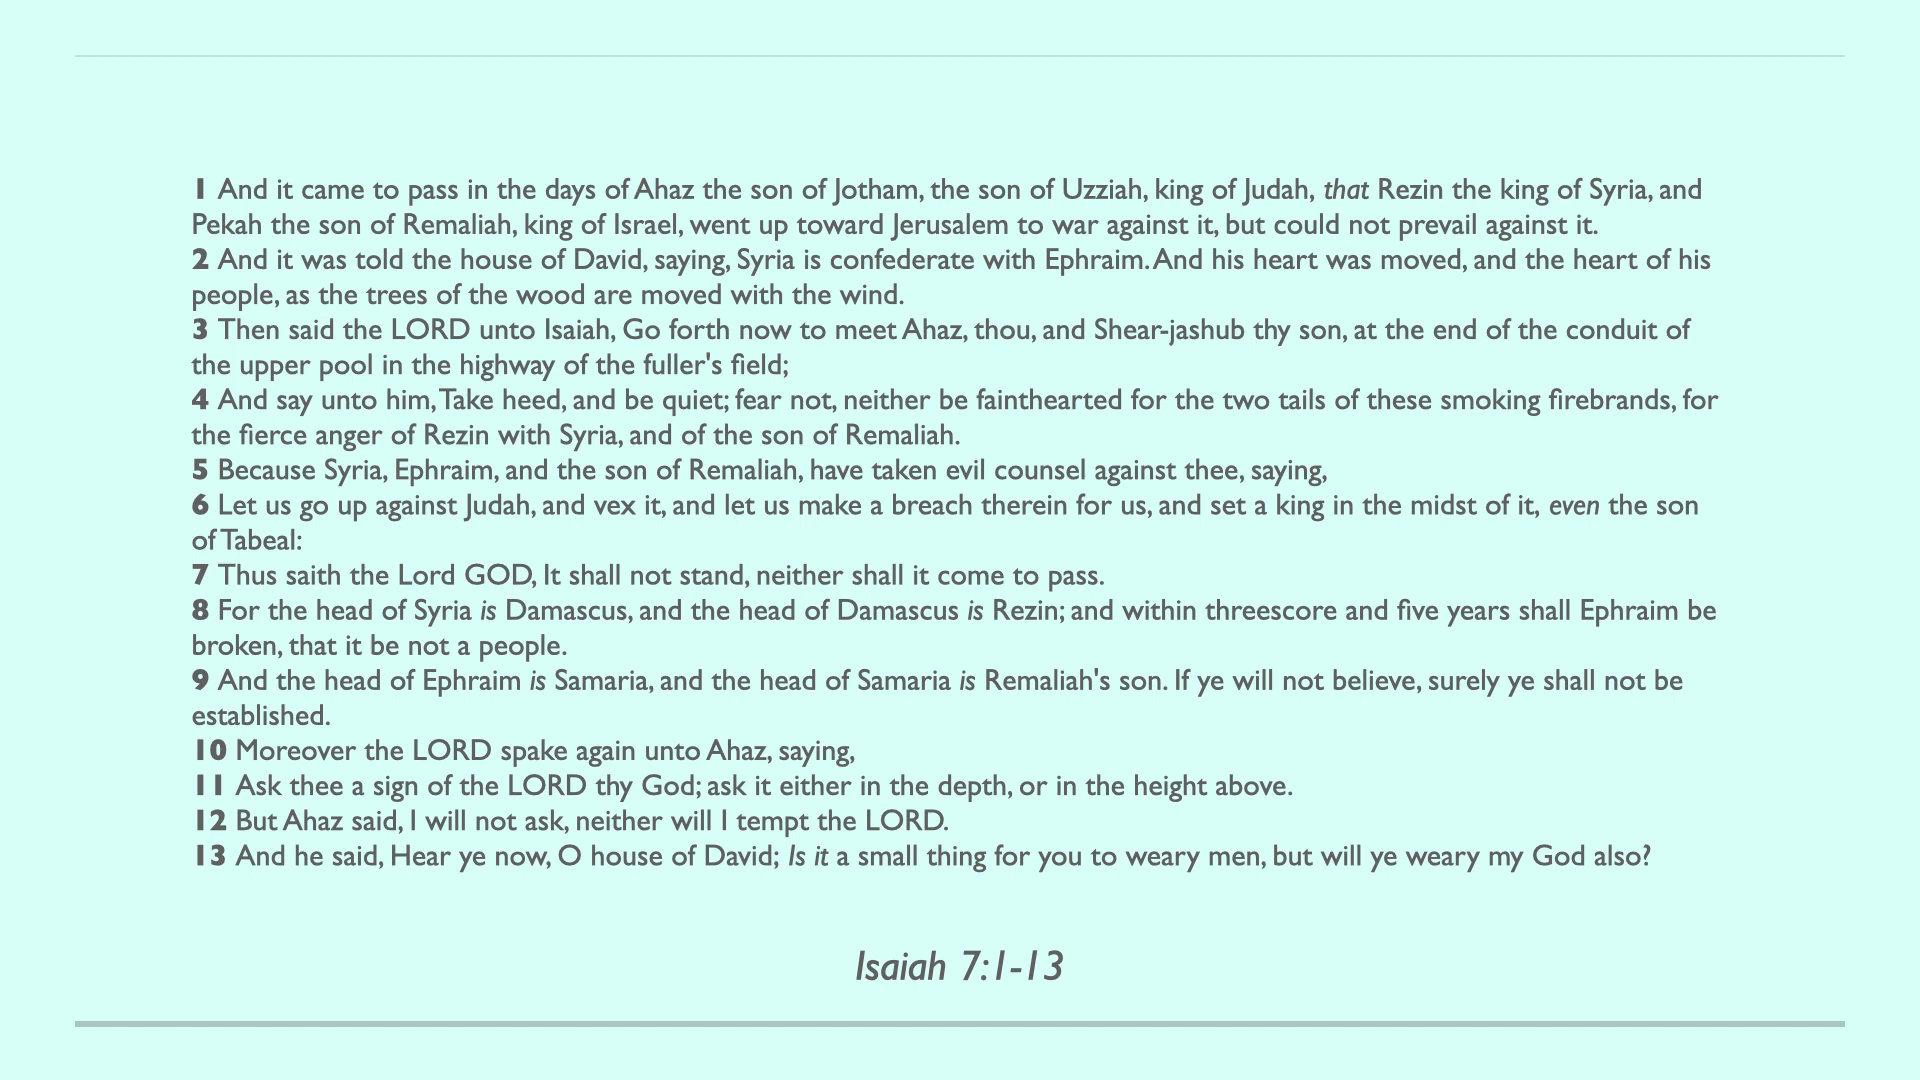 1 And it came to pass in the days of Ahaz the son of Jotham, the son of Uzziah, king of Judah, that Rezin the king of Syria, and
Pekah the son of Remaliah, king of Israel, went up toward Jerusalem to war against it, but could not prevail against it.
2 And it was told the house of David, saying, Syria is confederate with Ephraim. And his heart was moved, and the heart of his
people, as the trees of the wood are moved with the wind.
3 Then said the LORD unto Isaiah, Go forth now to meet Ahaz, thou, and Shear-jashub thy son, at the end of the conduit of
the upper pool in the highway of the fuller's field;
4 And say unto him, Take heed, and be quiet; fear not, neither be fainthearted for the two tails of these smoking firebrands, for
the fierce anger of Rezin with Syria, and of the son of Remaliah.
5 Because Syria, Ephraim, and the son of Remaliah, have taken evil counsel against thee, saying,
6 Let us go up against Judah, and vex it, and let us make a breach therein for us, and set a king in the midst of it, even the son
of Tabeal:
7 Thus saith the Lord GOD, It shall not stand, neither shall it come to pass.
8 For the head of Syria is Damascus, and the head of Damascus is Rezin; and within threescore and five years shall Ephraim be
broken, that it be not a people.
9 And the head of Ephraim is Samaria, and the head of Samaria is Remaliah's son. If ye will not believe, surely ye shall not be
established.
10 Moreover the LORD spake again unto Ahaz, saying,
11 Ask thee a sign of the LORD thy God; ask it either in the depth, or in the height above.
12 But Ahaz said, I will not ask, neither will I tempt the LORD.
13 And he said, Hear ye now, O house of David; Is it a small thing for you to weary men, but will ye weary my God also?
Isaiah 7:1-13